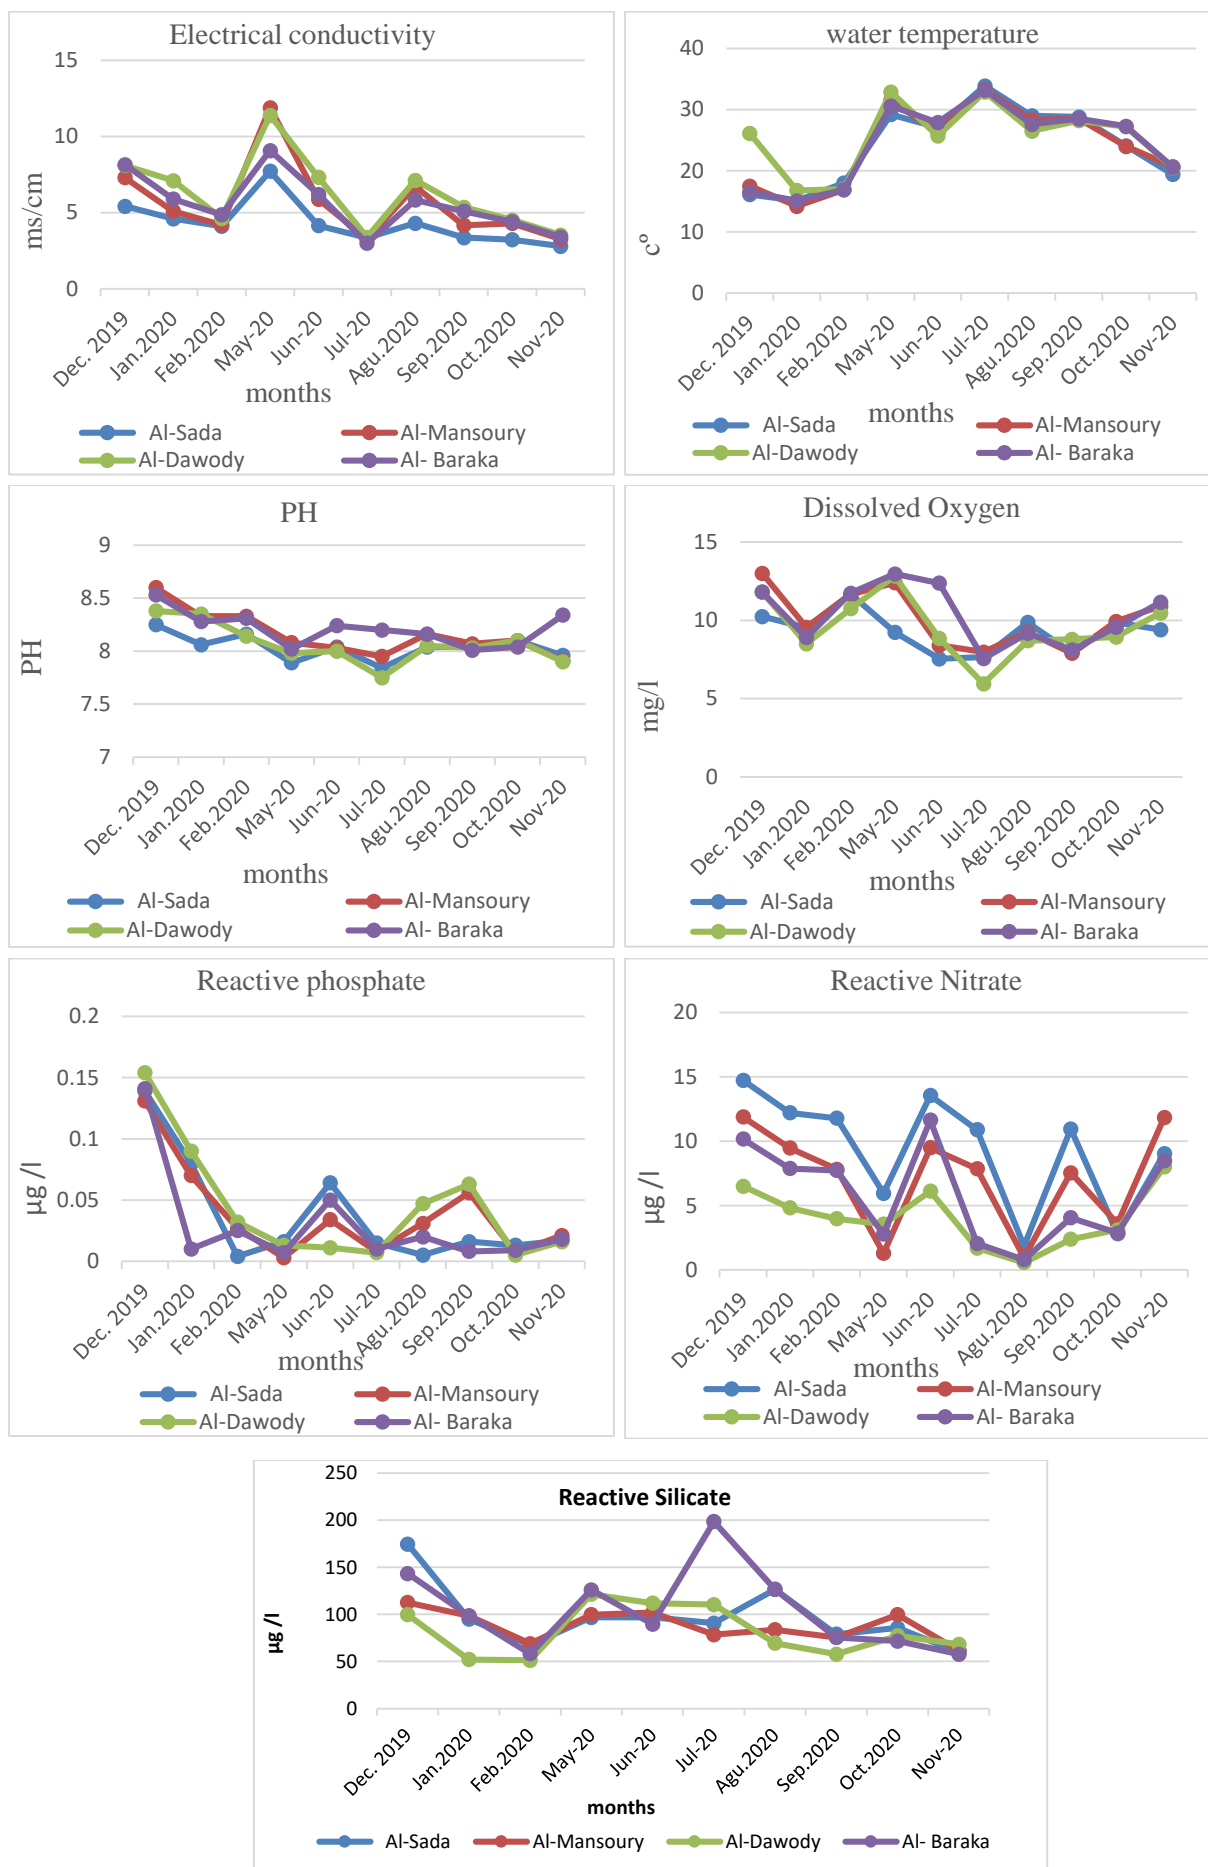 Electrical conductivity
15
10
5
0
ms/cm
Dec. 2019
Jan.2020
Feb.2020
May-20
Jun-20
Jul-20
Agu.2020
Sep.2020
Oct.2020
Nov-20
months
Al-Sada
Al-Mansoury
Al-Dawody
Al- Baraka
water temperature
40
30
20
10
0
c°
Dec. 2019
Jan.2020
Feb.2020
May-20
Jun-20
Jul-20
Agu.2020
Sep.2020
Oct.2020
Nov-20
months
Al-Sada
Al-Mansoury
Al-Dawody
Al- Baraka
PH
9
8.5
8
7.5
7
PH
Dec. 2019
Jan.2020
Feb.2020
May-20
Jun-20
Jul-20
Agu.2020
Sep.2020
Oct.2020
Nov-20
months
Al-Sada
Al-Mansoury
Al-Dawody
Al- Baraka
Dissolved Oxygen
15
10
5
0
mg/l
Dec. 2019
Jan.2020
Feb.2020
May-20
Jun-20
Jul-20
Agu.2020
Sep.2020
Oct.2020
Nov-20
months
Al-Sada
Al-Mansoury
Al-Dawody
Al- Baraka
Reactive phosphate
0.2
0.15
0.1
0.05
0
µg /l
Dec. 2019
Jan.2020
Feb.2020
May-20
Jun-20
Jul-20
Agu.2020
Sep.2020
Oct.2020
Nov-20
months
Al-Sada
Al-Mansoury
Al-Dawody
Al- Baraka
Reactive Nitrate
20
15
10
5
0
µg /l
Dec. 2019
Jan.2020
Feb.2020
May-20
Jun-20
Jul-20
Agu.2020
Sep.2020
Oct.2020
Nov-20
months
Al-Sada
Al-Mansoury
Al-Dawody
Al- Baraka
Reactive Silicate
250
200
150
100
50
0
µg /l
Dec. 2019
Jan.2020
Feb.2020
May-20
Jun-20
Jul-20
Agu.2020
Sep.2020
Oct.2020
Nov-20
months
Al-Sada
Al-Mansoury
Al-Dawody
Al- Baraka